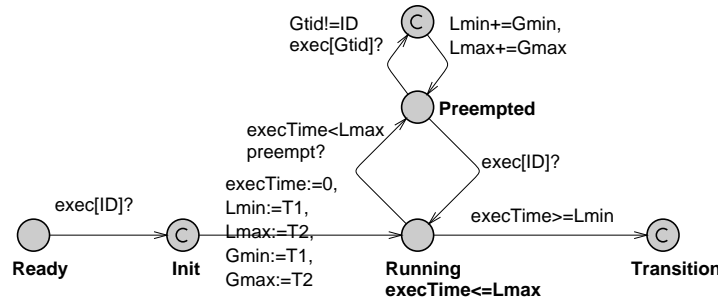 Gtid!=ID
exec[Gtid]?
C
Lmin+=Gmin,
Lmax+=Gmax
Preempted
execTime<Lmax
preempt?
exec[ID]?
exec[ID]?
execTime:=0,
Lmin:=T1,
Lmax:=T2,
Gmin:=T1,
Gmax:=T2
execTime>=Lmin
C
C
Ready
Init
Running
execTime<=Lmax
Transition